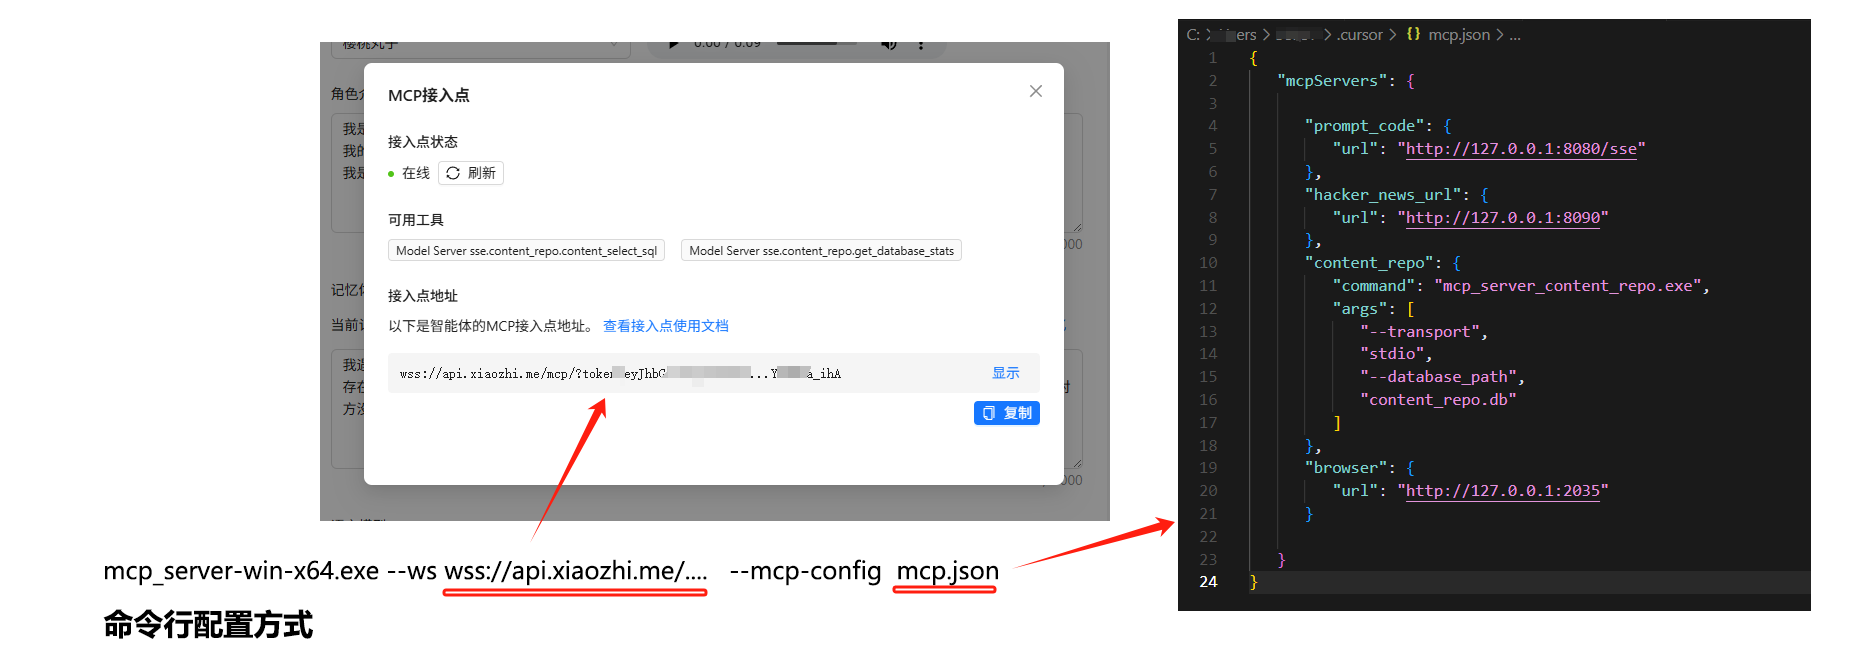 樱桃丸子
0:00 / 0:09
角色介
我是
我的
我是
000
记忆体
当前记
我
存在
方没
对
000
MCP接入点
接入点状态
在线 刷新
可用工具
Model Server sse.content_repo.content_select_sql Model Server sse.content_repo.get_database_stats
接入点地址
以下是智能体的MCP接入点地址。 查看接入点使用文档
wss://api.xiaozhi.me/mcp/?token eyJhbG ...Y a_ihA 显示
复制
mcp_server-win-x64.exe --ws wss://api.xiaozhi.me/.... --mcp-config mcp.json
命令行配置方式
C: > ers > > .cursor > {} mcp.json > ...
1 {
2 "mcpServers": {
3
4 "prompt_code": {
5 "url": "http://127.0.0.1:8080/sse"
6 },
7 "hacker_news_url": {
8 "url": "http://127.0.0.1:8090"
9 },
10 "content_repo": {
11 "command": "mcp_server_content_repo.exe",
12 "args": [
13 "--transport",
14 "stdio",
15 "--database_path",
16 "content_repo.db"
17 ]
18 },
19 "browser": {
20 "url": "http://127.0.0.1:2035"
21 }
22
23 }
24 }